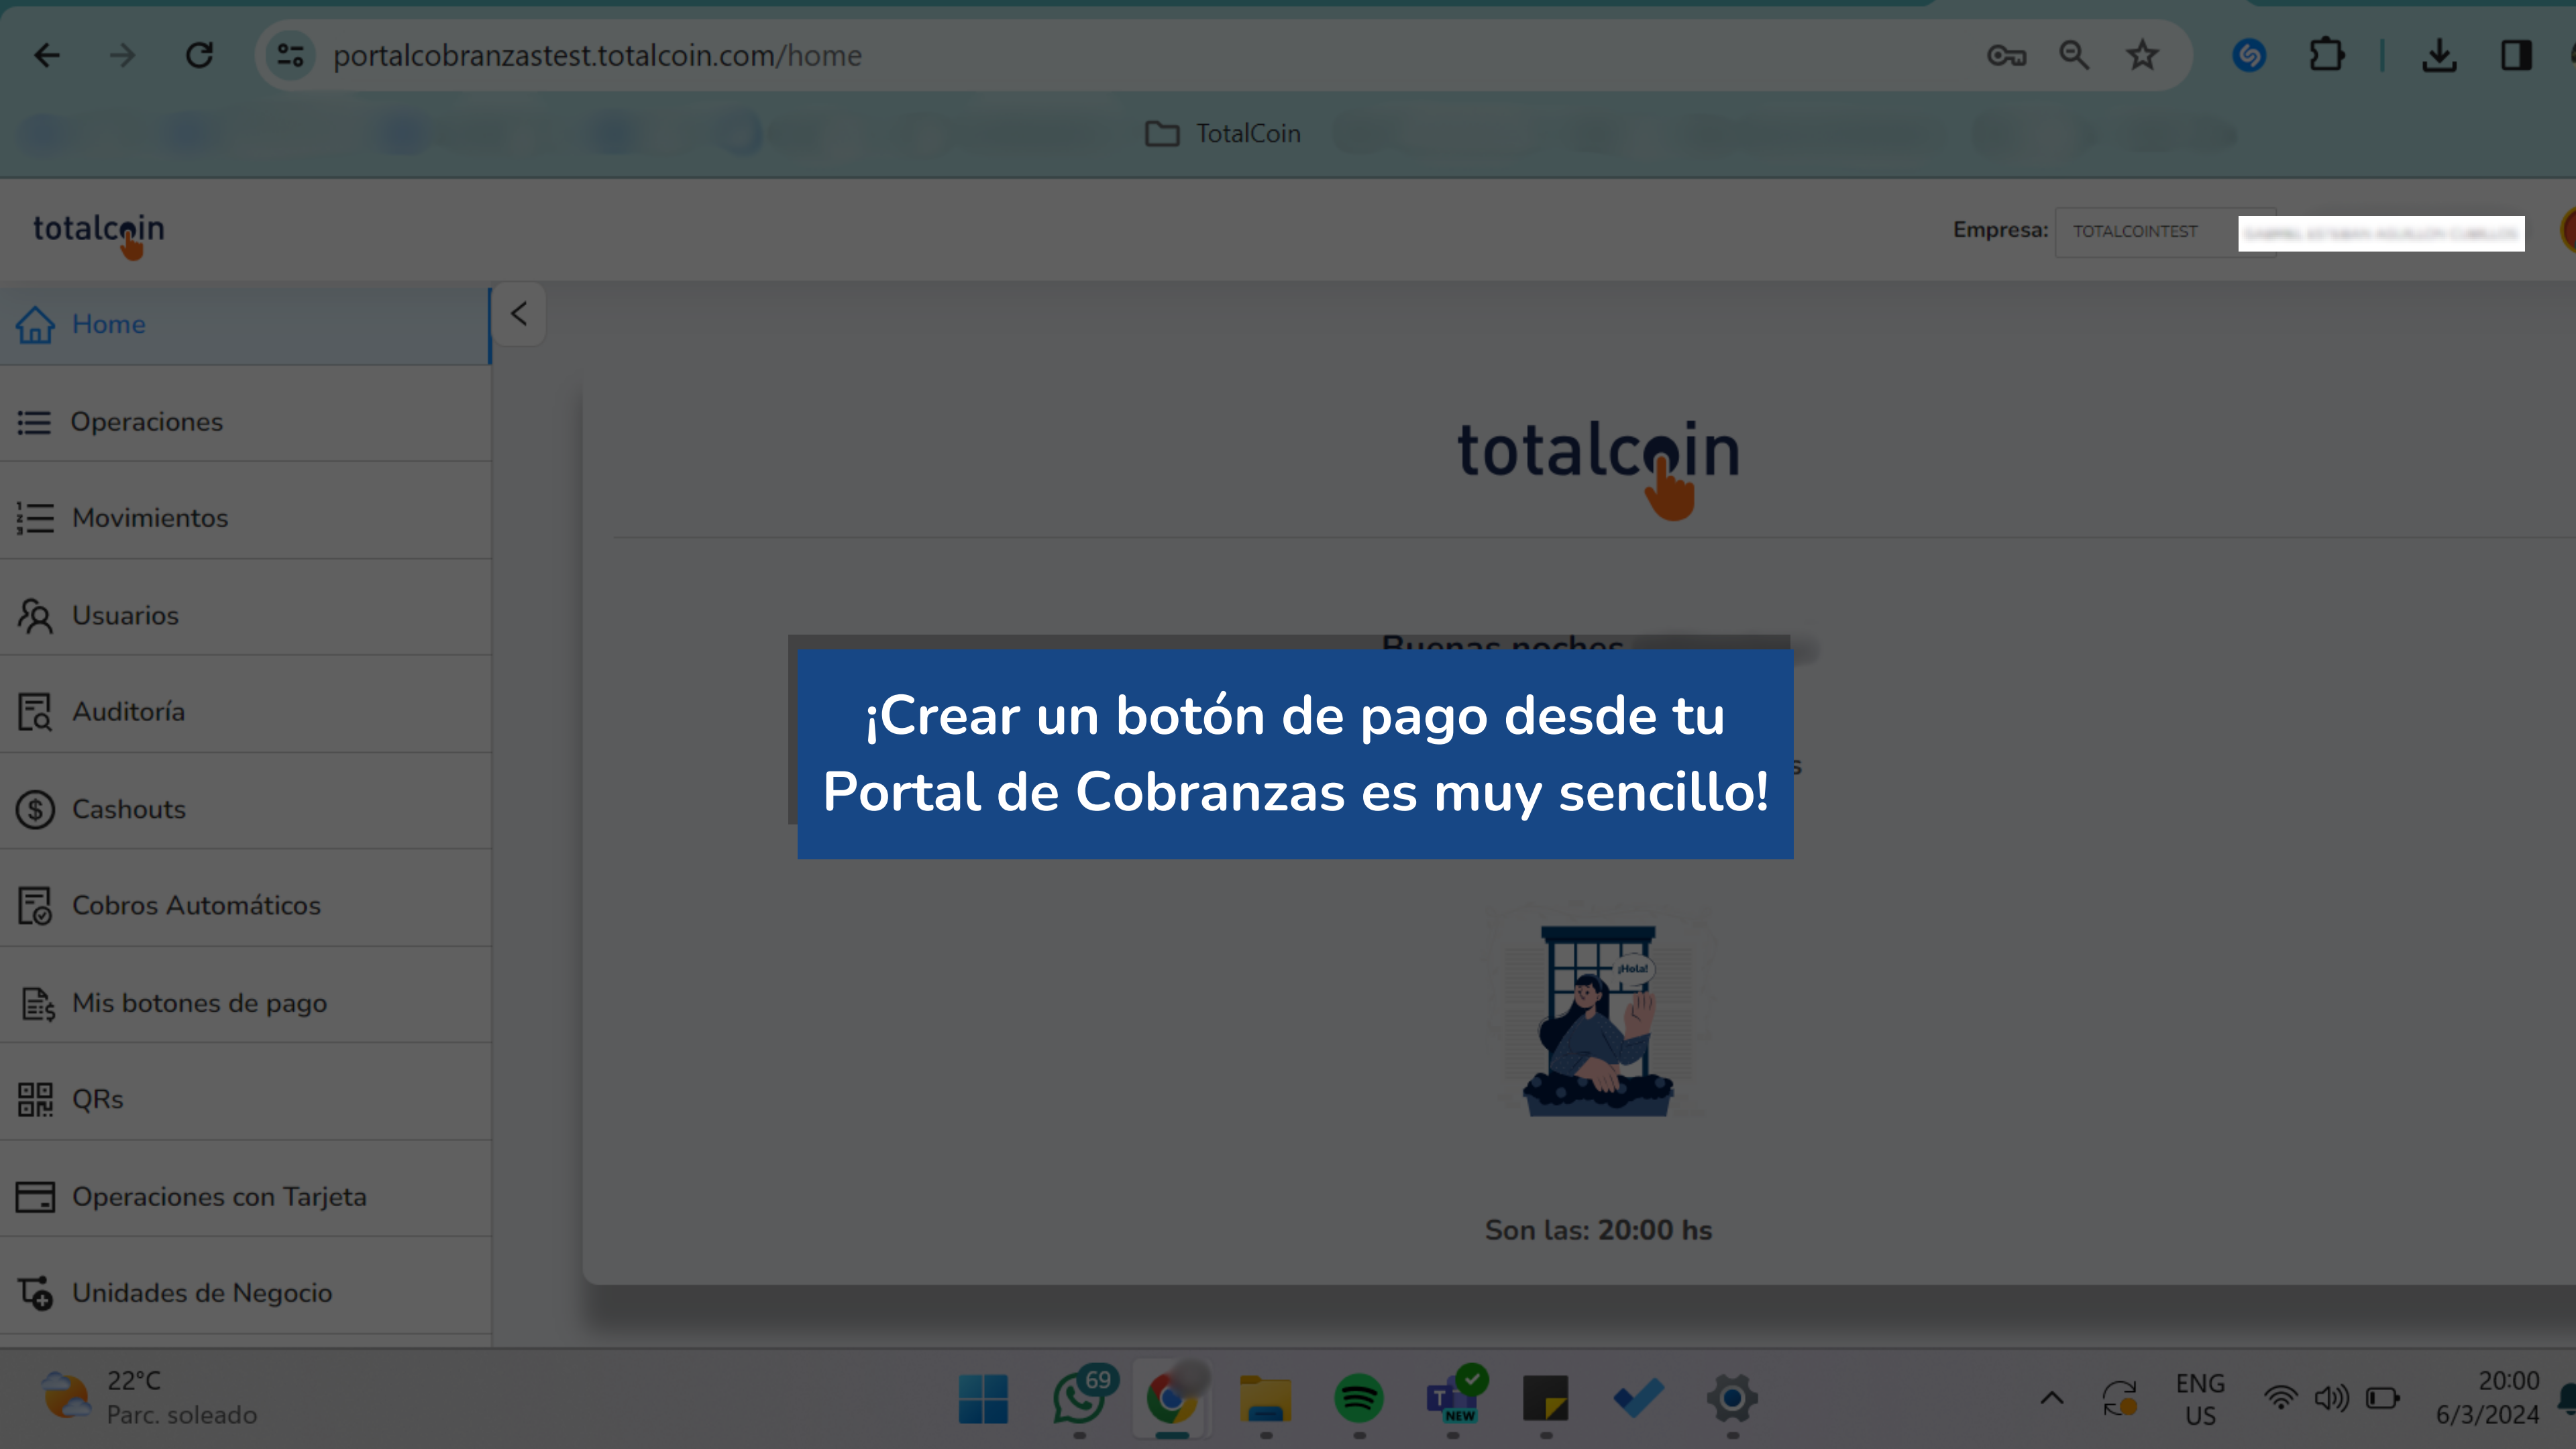 portalcobranzastest.totalcoin.com/home
TotalCoin
totalcoin
Empresa: TOTALCOINTEST
Home
Operaciones
Movimientos
Usuarios
Auditoría
Cashouts
Cobros Automáticos
Mis botones de pago
QRs
Operaciones con Tarjeta
Unidades de Negocio
totalcoin
Buenas noches
¡Crear un botón de pago desde tu
Portal de Cobranzas es muy sencillo!
¡Hola!
Son las: 20:00 hs
22°C
Parc. soleado
69
T
NEW
ENG
US
20:00
6/3/2024